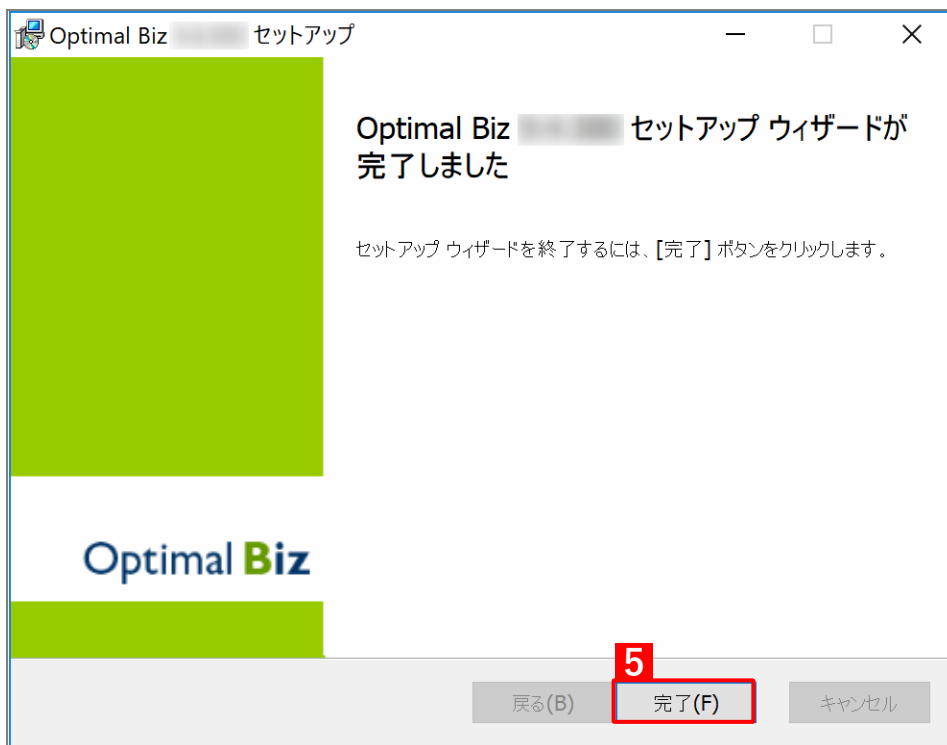 Optimal Biz セットアップ
Optimal Biz セットアップ ウィザードが
完了しました
セットアップ ウィザードを終了するには、[完了] ボタンをクリックします。
Optimal Biz
5
戻る(B)
完了(F)
キャンセル